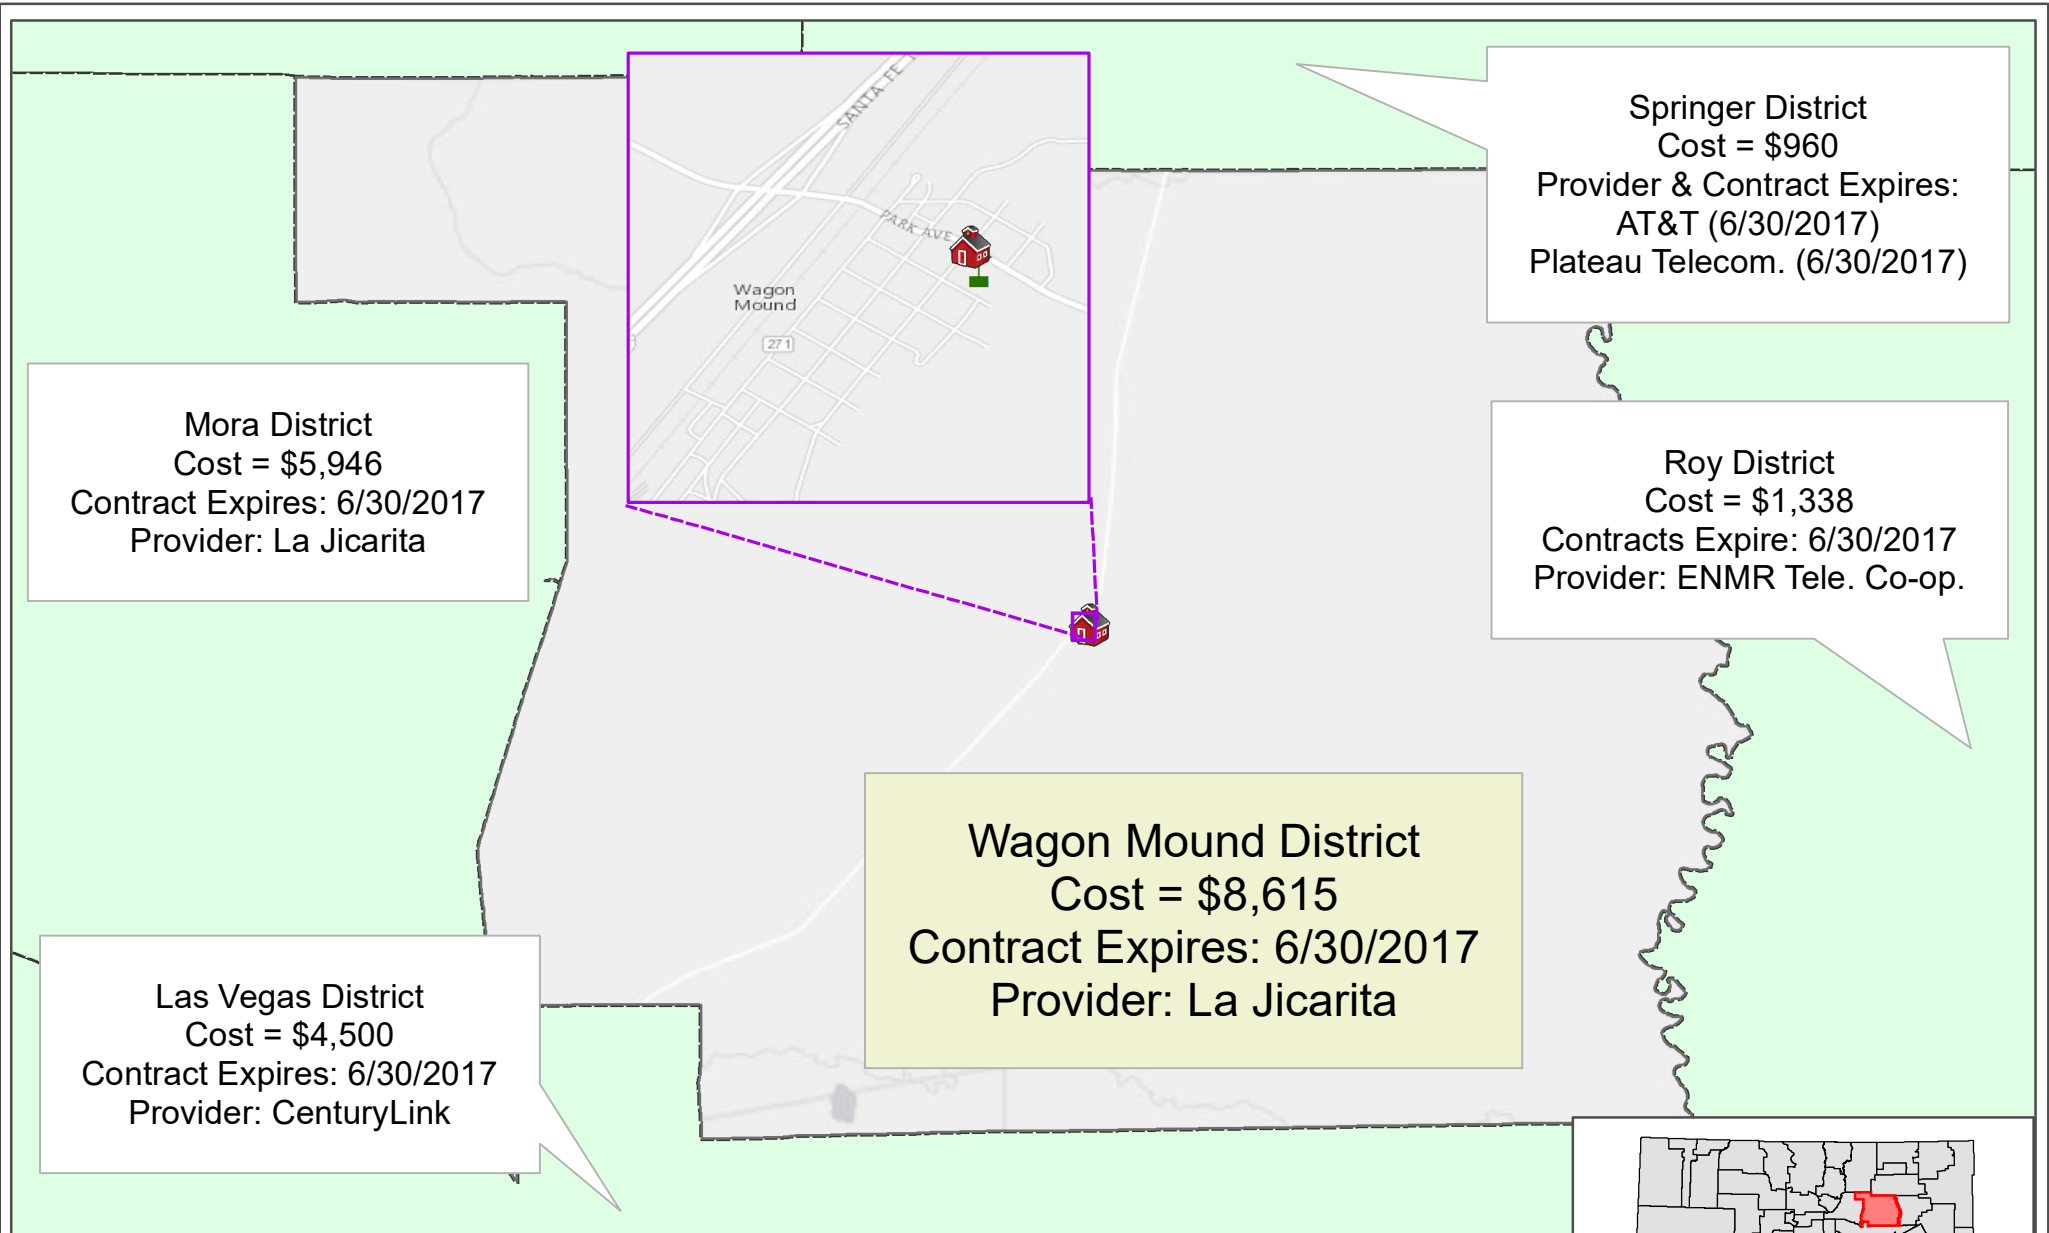 SANTA FE
PARK AVE
Wagon
Mound
271
Springer District
Cost = $960
Provider & Contract Expires:
AT&T (6/30/2017)
Plateau Telecom. (6/30/2017)
Mora District
Cost = $5,946
Contract Expires: 6/30/2017
Provider: La Jicarita
Roy District
Cost = $1,338
Contracts Expire: 6/30/2017
Provider: ENMR Tele. Co-op.
Wagon Mound District
Cost = $8,615
Contract Expires: 6/30/2017
Provider: La Jicarita
Las Vegas District
Cost = $4,500
Contract Expires: 6/30/2017
Provider: CenturyLink